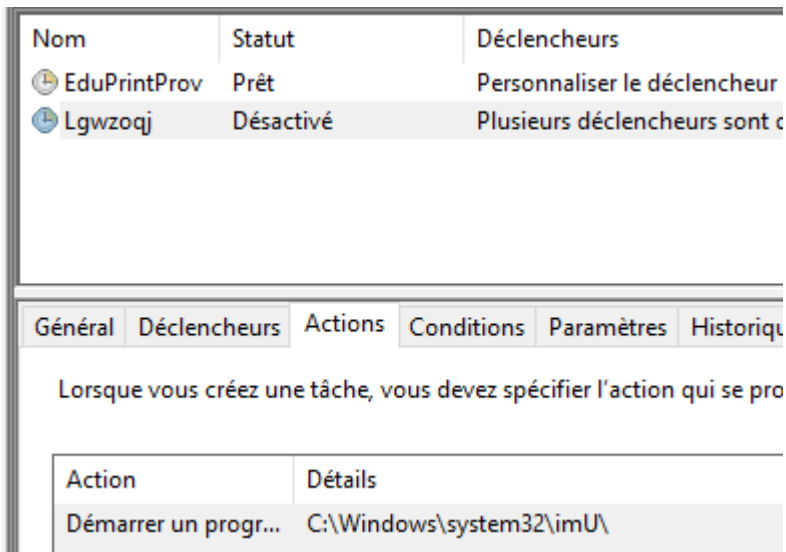 Nom Statut Déclencheurs
EduPrintProv Prêt Personnaliser le déclencheur
Lgwzoqj Désactivé Plusieurs déclencheurs sont
Général Déclencheurs Actions Conditions Paramètres Historiqu
Lorsque vous créez une tâche, vous devez spécifier l’action qui se pro
Action Détails
Démarrer un progr... C:\Windows\system32\imU\